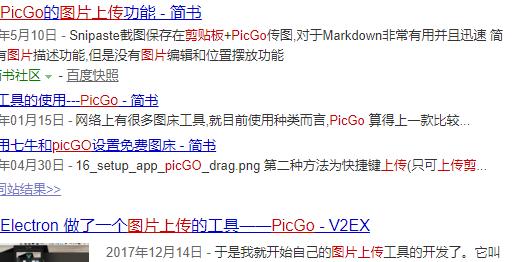 PicGo的图片上传功能 - 简书
年5月10日 - Snipaste截图保存在剪贴板+PicGo传图,对于Markdown非常有用并且迅速 简
有图片描述功能,但是没有图片编辑和位置摆放功能
简书社区 - 百度快照
工具的使用---PicGo - 简书
年01月15日 - 网络上有很多图床工具,就目前使用种类而言,PicGo 算得上一款比较...
用七牛和picGO设置免费图床 - 简书
年04月30日 - 16_setup_app_picGO_drag.png 第二种方法为快捷键上传(只可上传剪...
同站结果>>
Electron 做了一个图片上传的工具——PicGo - V2EX
2017年12月14日 - 于是我就开始自己的图片上传工具的开发了。它叫